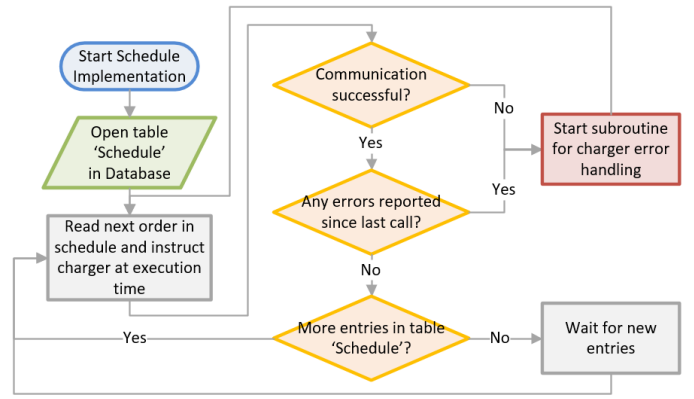 Start Schedule
Implementation
Open table
‘Schedule’
in Database
Read next order in
schedule and instruct
charger at execution
time
Communication
successful?
No
Yes
Start subroutine
for charger error
handling
Any errors reported
since last call?
Yes
No
More entries in table
‘Schedule’?
Yes
No
Wait for new
entries